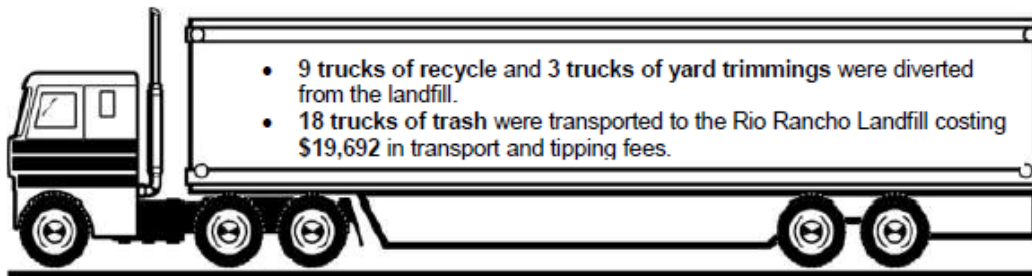 • 9 trucks of recycle and 3 trucks of yard trimmings were diverted
from the landfill.
• 18 trucks of trash were transported to the Rio Rancho Landfill costing
$19,692 in transport and tipping fees.